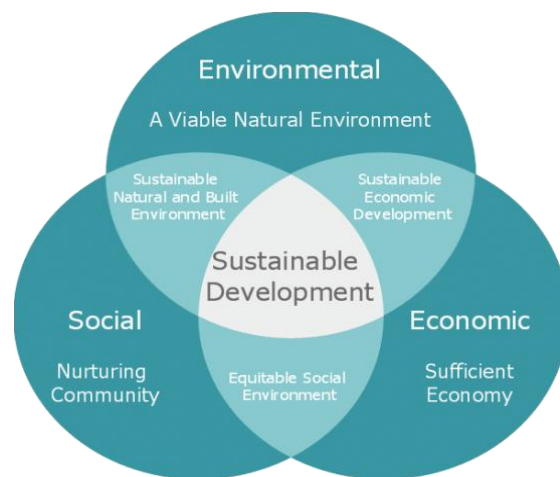 Environmental
A Viable Natural Environment
Sustainable
Natural and Built
Environment
Sustainable
Economic
Development
Sustainable
Development
Social
Economic
Nurturing
Community
Equitable Social
Environment
Sufficient
Economy